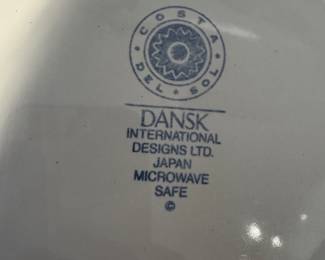 COSTA
DEL SOL
DANSK
INTERNATIONAL
DESIGNS LTD.
JAPAN
MICROWAVE
SAFE
©